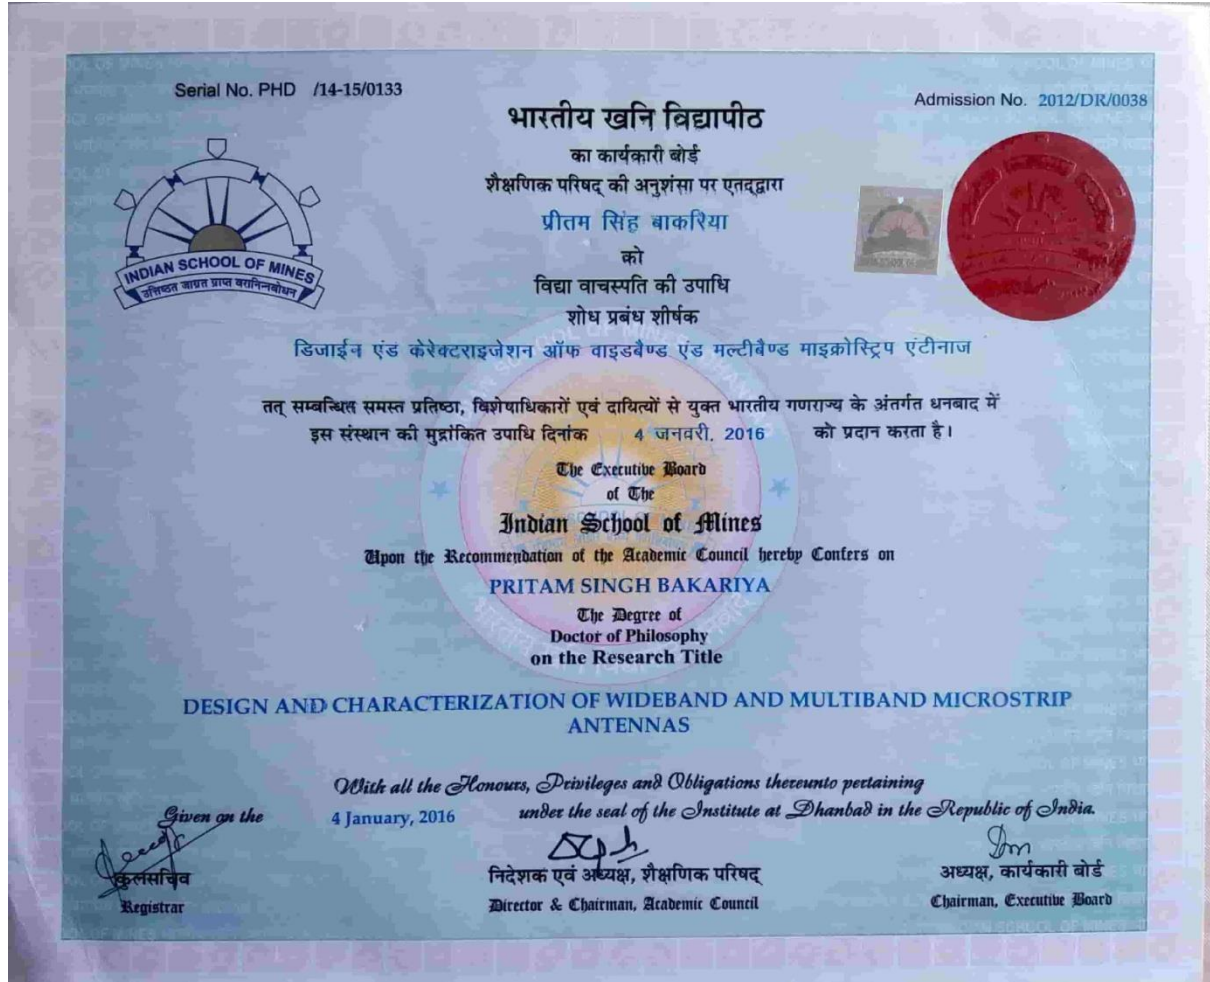 Serial No. PHD /14-15/0133
Admission No. 2012/DR/0038
भारतीय खनि विद्यापीठ
का कार्यकारी बोर्ड
शैक्षणिक परिषद् की अनुशंसा पर एतद्द्वारा
प्रीतम सिंह बाकरिया
को
विद्या वाचस्पति की उपाधि
शोध प्रबंध शीर्षक
डिजाईन एंड केरेक्टराइजेशन ऑफ वाइडबैण्ड एंड मल्टीबैण्ड माइक्रोस्ट्रिप एंटीनाज
तत् सम्बन्धित समस्त प्रतिष्ठा, विशेषाधिकारों एवं दायित्यों से युक्त भारतीय गणराज्य के अंतर्गत धनबाद में
इस संस्थान की मुद्रांकित उपाधि दिनांक 4 जनवरी, 2016 को प्रदान करता है।
INDIAN SCHOOL OF MINES
उत्तिष्ठत जाग्रत प्राप्त वरान्निबोधत
The Executive Board
of The
Indian School of Mines
Upon the Recommendation of the Academic Council hereby Confers on
PRITAM SINGH BAKARIYA
The Degree of
Doctor of Philosophy
on the Research Title
DESIGN AND CHARACTERIZATION OF WIDEBAND AND MULTIBAND MICROSTRIP
ANTENNAS
With all the Honours, Privileges and Obligations thereunto pertaining
Given on the 4 January, 2016 under the seal of the Institute at Dhanbad in the Republic of India.
कुलसचिव
Registrar
निदेशक एवं अध्यक्ष, शैक्षणिक परिषद्
Director & Chairman, Academic Council
अध्यक्ष, कार्यकारी बोर्ड
Chairman, Executive Board